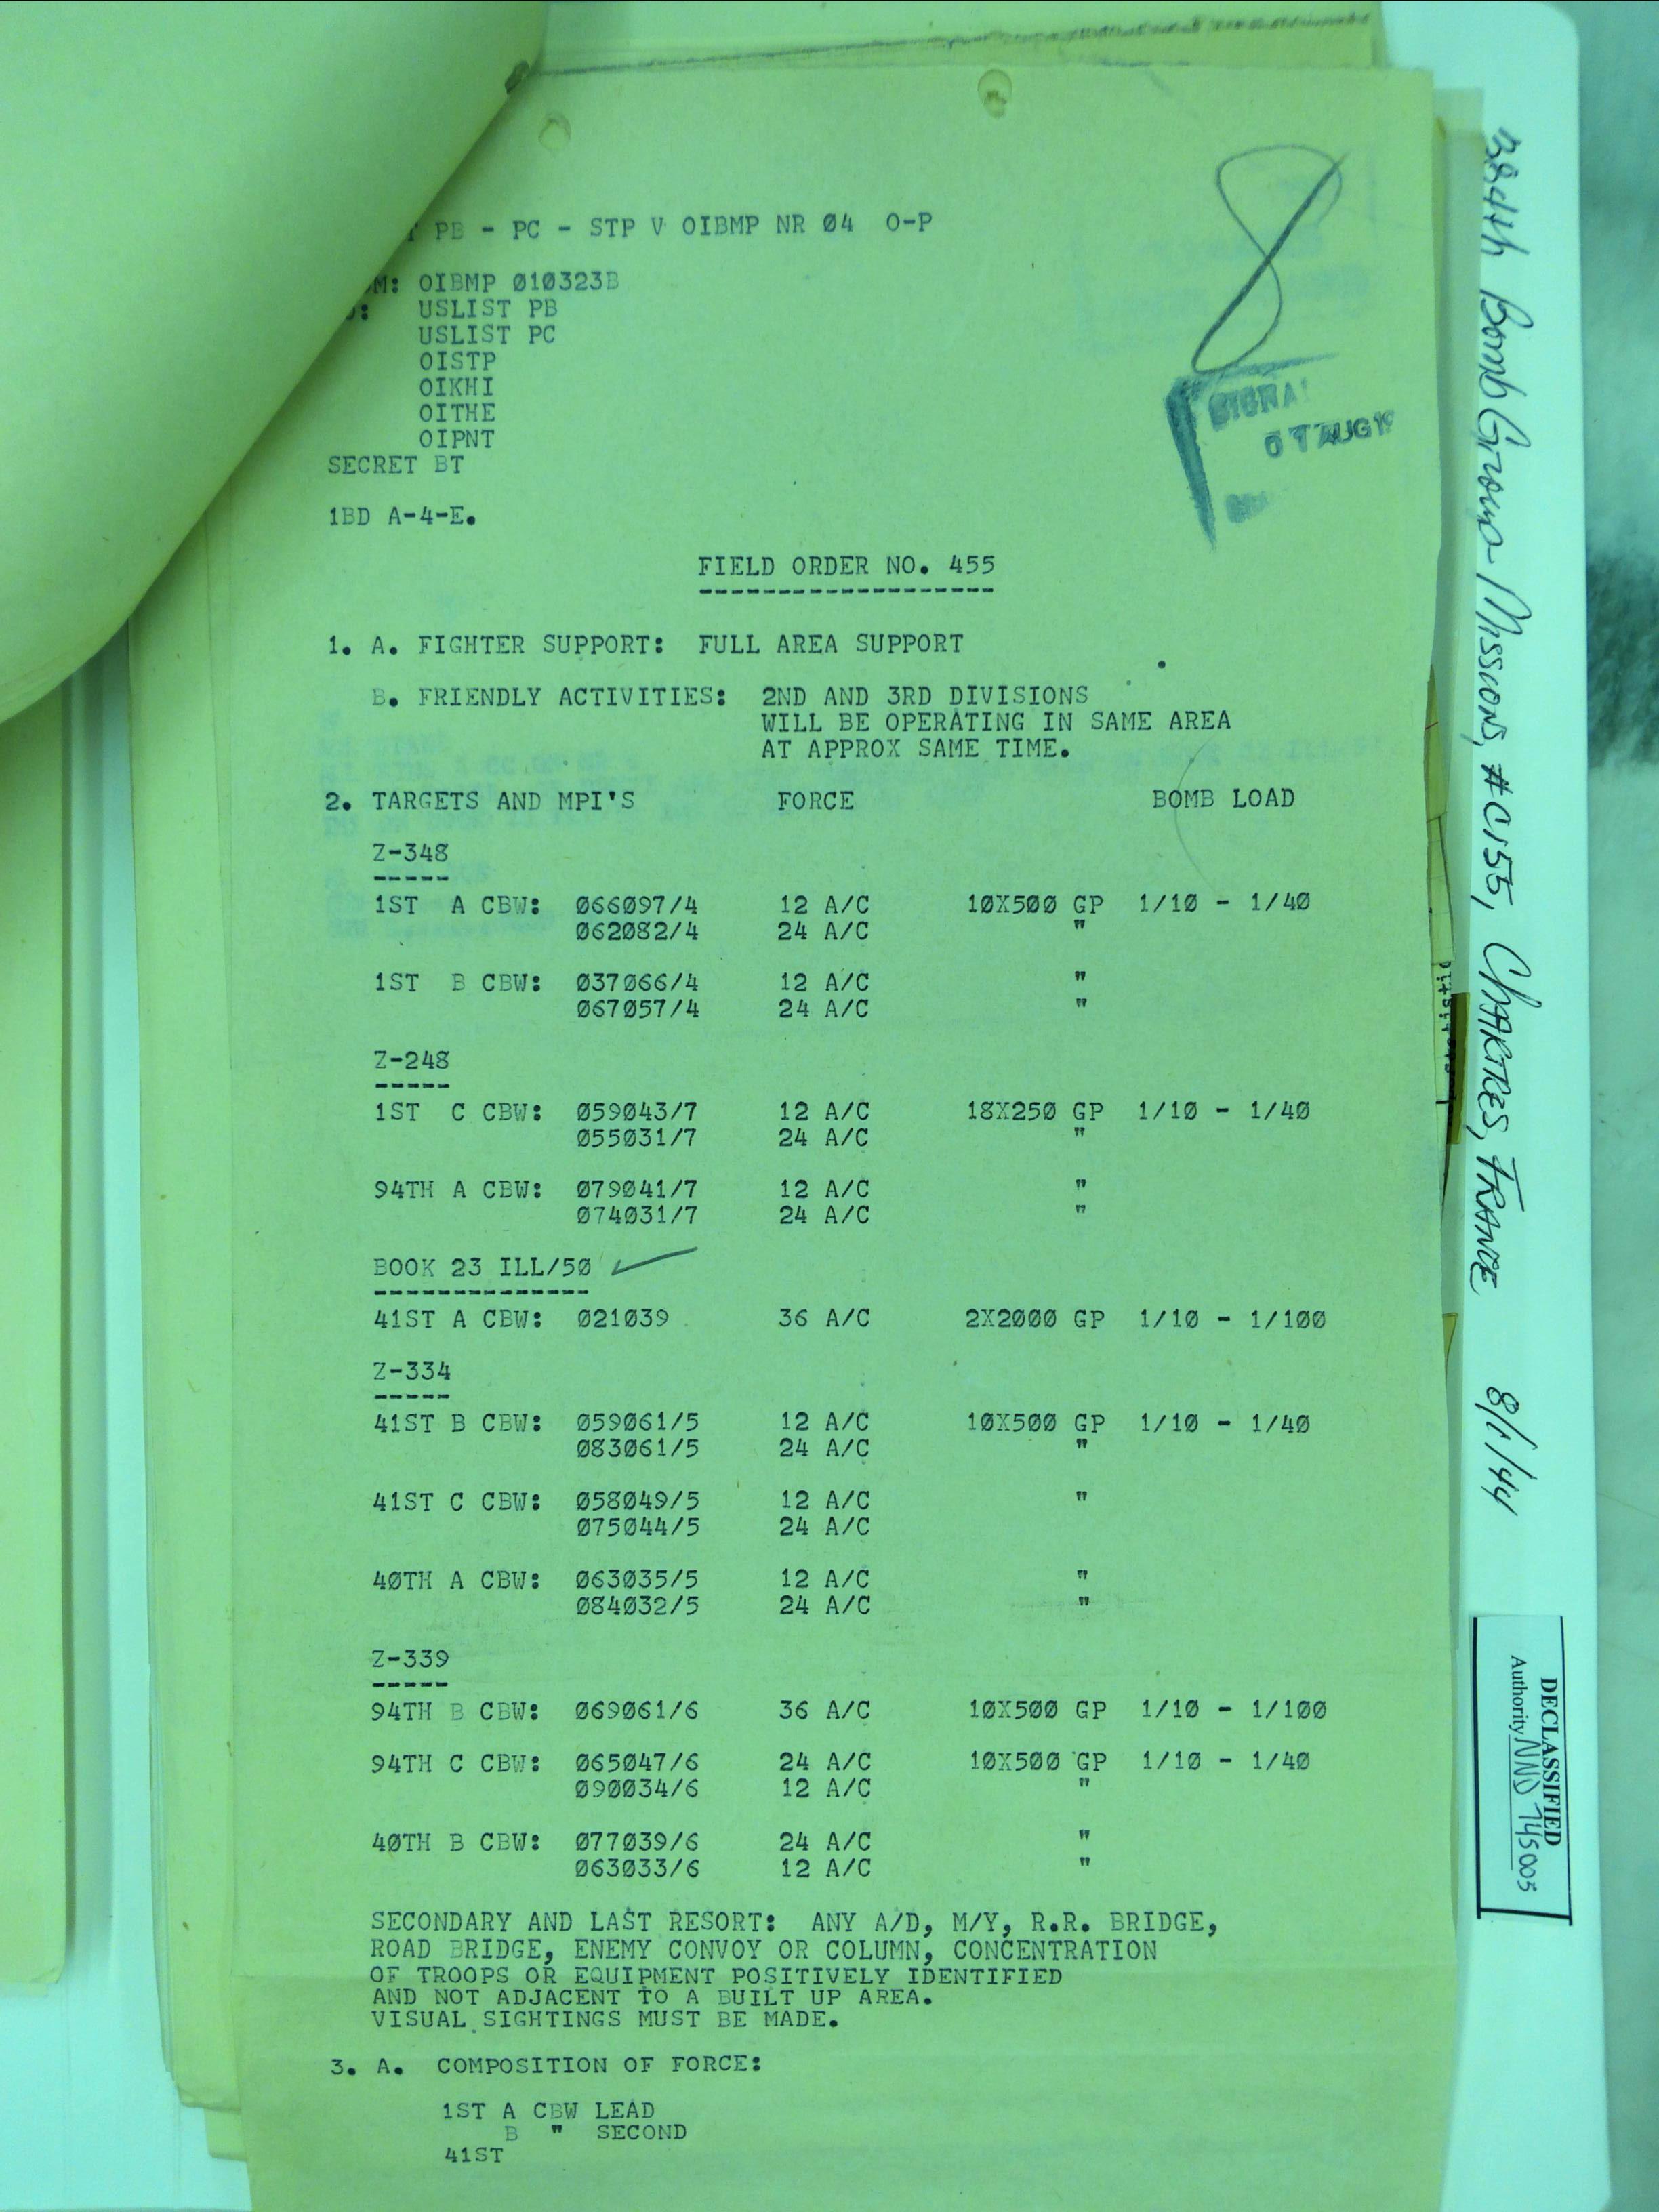 T PB - PC - STP V OIBMP NR Ø4 O-P
M: OIBMP Ø1Ø323B
: USLIST PB
USLIST PC
OISTP
OIKHI
OITHE
OIPNT
SECRET BT
1BD A-4-E.
8
SIGNAL
01 AUG 19
FIELD ORDER NO. 455
1. A. FIGHTER SUPPORT: FULL AREA SUPPORT
B. FRIENDLY ACTIVITIES: 2ND AND 3RD DIVISIONS
WILL BE OPERATING IN SAME AREA
AT APPROX SAME TIME.
2. TARGETS AND MPI'S FORCE BOMB LOAD
Z-348
1ST A CBW: Ø66Ø97/4 12 A/C 1ØX5ØØ GP 1/1Ø - 1/4Ø
Ø62Ø82/4 24 A/C "
1ST B CBW: Ø37Ø66/4 12 A/C "
Ø67Ø57/4 24 A/C "
Z-248
1ST C CBW: Ø59Ø43/7 12 A/C 18X25Ø GP 1/1Ø - 1/4Ø
Ø55Ø31/7 24 A/C "
94TH A CBW: Ø79Ø41/7 12 A/C "
Ø74Ø31/7 24 A/C "
BOOK 23 ILL/5Ø
41ST A CBW: Ø21Ø39 36 A/C 2X2ØØØ GP 1/1Ø - 1/1ØØ
Z-334
41ST B CBW: Ø59Ø61/5 12 A/C 1ØX5ØØ GP 1/1Ø - 1/4Ø
Ø83Ø61/5 24 A/C "
41ST C CBW: Ø58Ø49/5 12 A/C "
Ø75Ø44/5 24 A/C
4ØTH A CBW: Ø63Ø35/5 12 A/C "
Ø84Ø32/5 24 A/C "
Z-339
94TH B CBW: Ø69Ø61/6 36 A/C 1ØX5ØØ GP 1/1Ø - 1/1ØØ
94TH C CBW: Ø65Ø47/6 24 A/C 1ØX5ØØ GP 1/1Ø - 1/4Ø
Ø9ØØ34/6 12 A/C "
4ØTH B CBW: Ø77Ø39/6 24 A/C "
Ø63Ø33/6 12 A/C "
SECONDARY AND LAST RESORT: ANY A/D, M/Y, R.R. BRIDGE,
ROAD BRIDGE, ENEMY CONVOY OR COLUMN, CONCENTRATION
OF TROOPS OR EQUIPMENT POSITIVELY IDENTIFIED
AND NOT ADJACENT TO A BUILT UP AREA.
VISUAL SIGHTINGS MUST BE MADE.
3. A. COMPOSITION OF FORCE:
1ST A CBW LEAD
B " SECOND
41ST
384th Bomb Group Mission, #C155, Chartres, France 8/1/44
DECLASSIFIED
Authority NND 745005